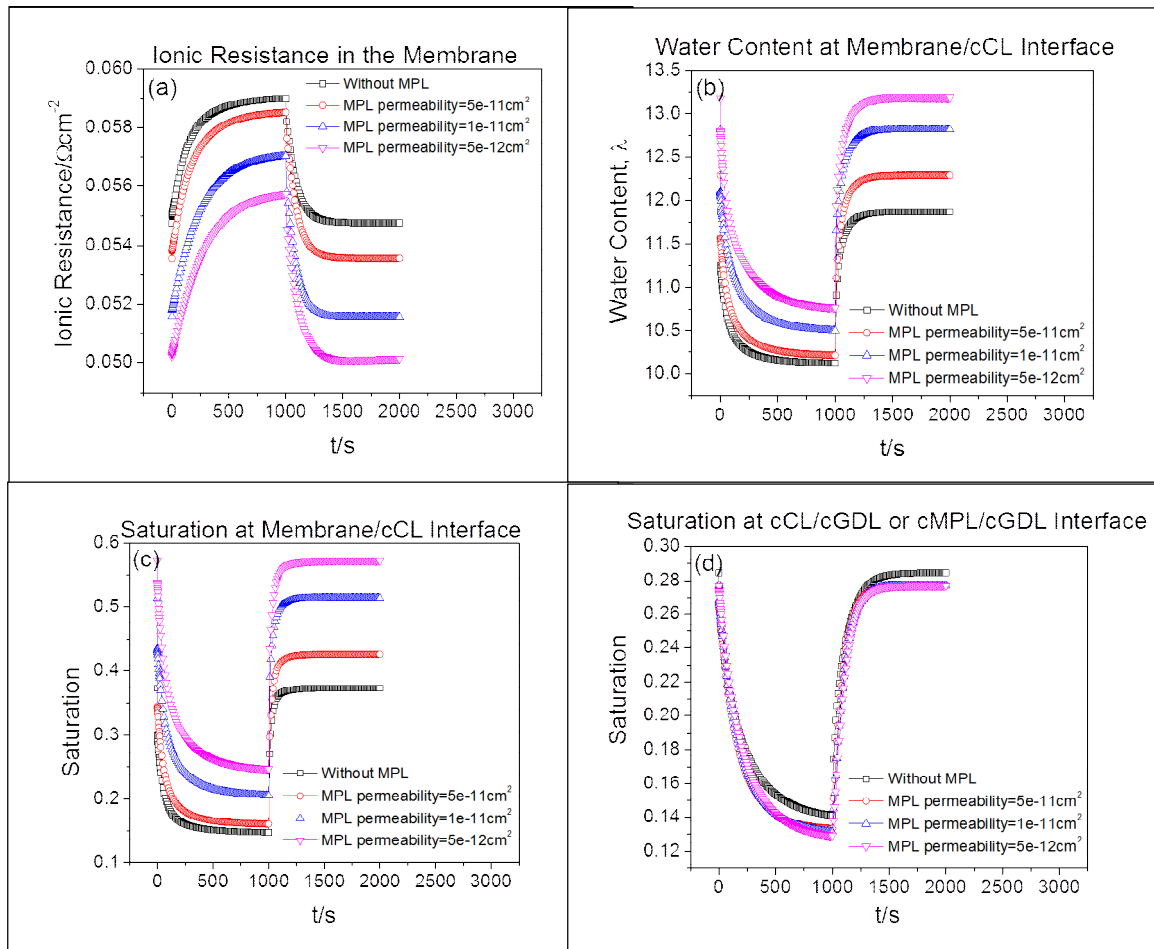 Ionic Resistance in the Membrane
(a)
0.060
0.058
0.056
0.054
0.052
0.050
Ionic Resistance/Ωcm⁻²
Without MPL
MPL permeability=5e-11cm²
MPL permeability=1e-11cm²
MPL permeability=5e-12cm²
0 500 1000 1500 2000 2500 3000
t/s
Water Content at Membrane/cCL Interface
(b)
13.5
13.0
12.5
12.0
11.5
11.0
10.5
10.0
Water Content, λ
Without MPL
MPL permeability=5e-11cm²
MPL permeability=1e-11cm²
MPL permeability=5e-12cm²
0 500 1000 1500 2000 2500 3000
t/s
Saturation at Membrane/cCL Interface
(c)
0.6
0.5
0.4
0.3
0.2
0.1
Saturation
Without MPL
MPL permeability=5e-11cm²
MPL permeability=1e-11cm²
MPL permeability=5e-12cm²
0 500 1000 1500 2000 2500 3000
t/s
Saturation at cCL/cGDL or cMPL/cGDL Interface
(d)
0.30
0.28
0.26
0.24
0.22
0.20
0.18
0.16
0.14
0.12
Saturation
Without MPL
MPL permeability=5e-11cm²
MPL permeability=1e-11cm²
MPL permeability=5e-12cm²
0 500 1000 1500 2000 2500 3000
t/s